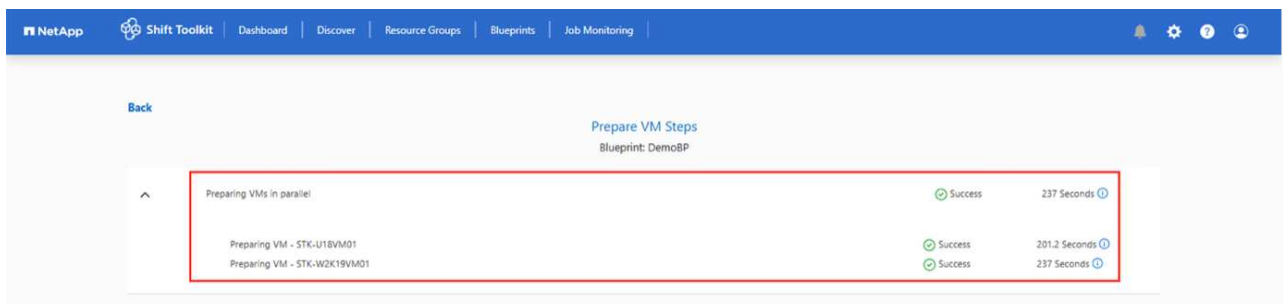 NetApp Shift Toolkit Dashboard Discover Resource Groups Blueprints Job Monitoring
Back
Prepare VM Steps
Blueprint: DemoBP
Preparing VMs in parallel Success 237 Seconds
Preparing VM - STK-U18VM01 Success 201.2 Seconds
Preparing VM - STK-W2K19VM01 Success 237 Seconds